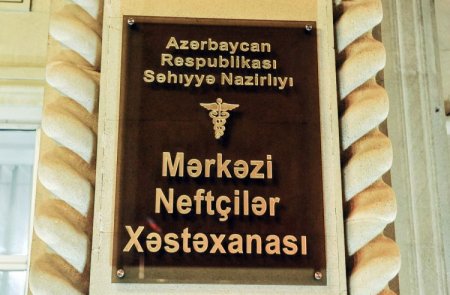 Azərbaycan
Respublikası
Səhiyyə Nazirliyi
Mərkəzi
Neftçilər
Xəstəxanası